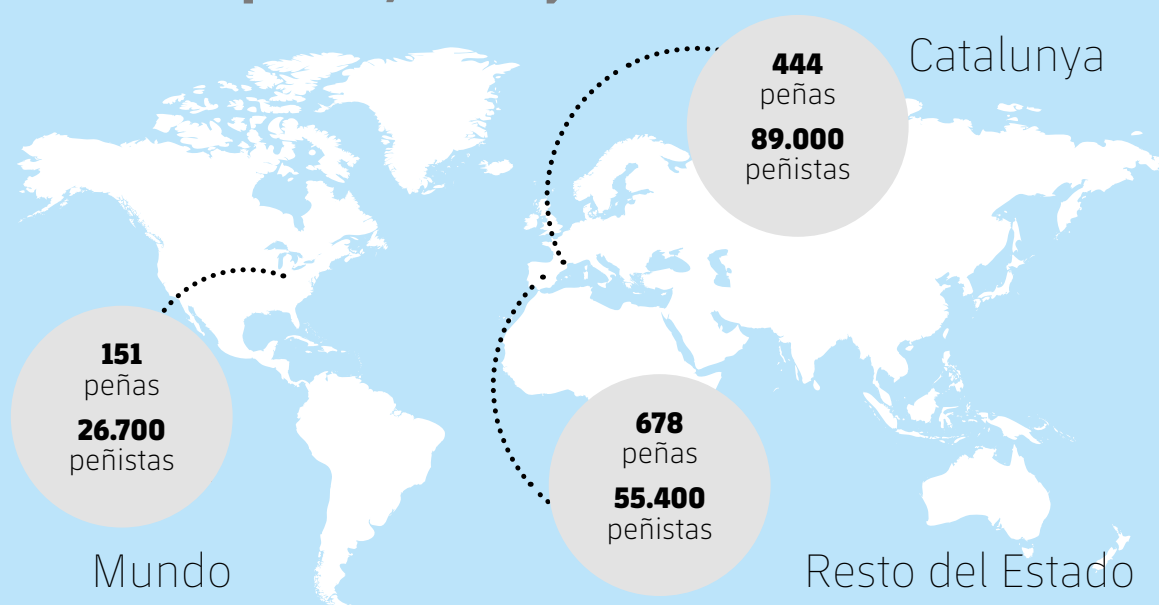 444
peñas
89.000
peñistas
Catalunya
151
peñas
26.700
peñistas
Mundo
678
peñas
55.400
peñistas
Resto del Estado